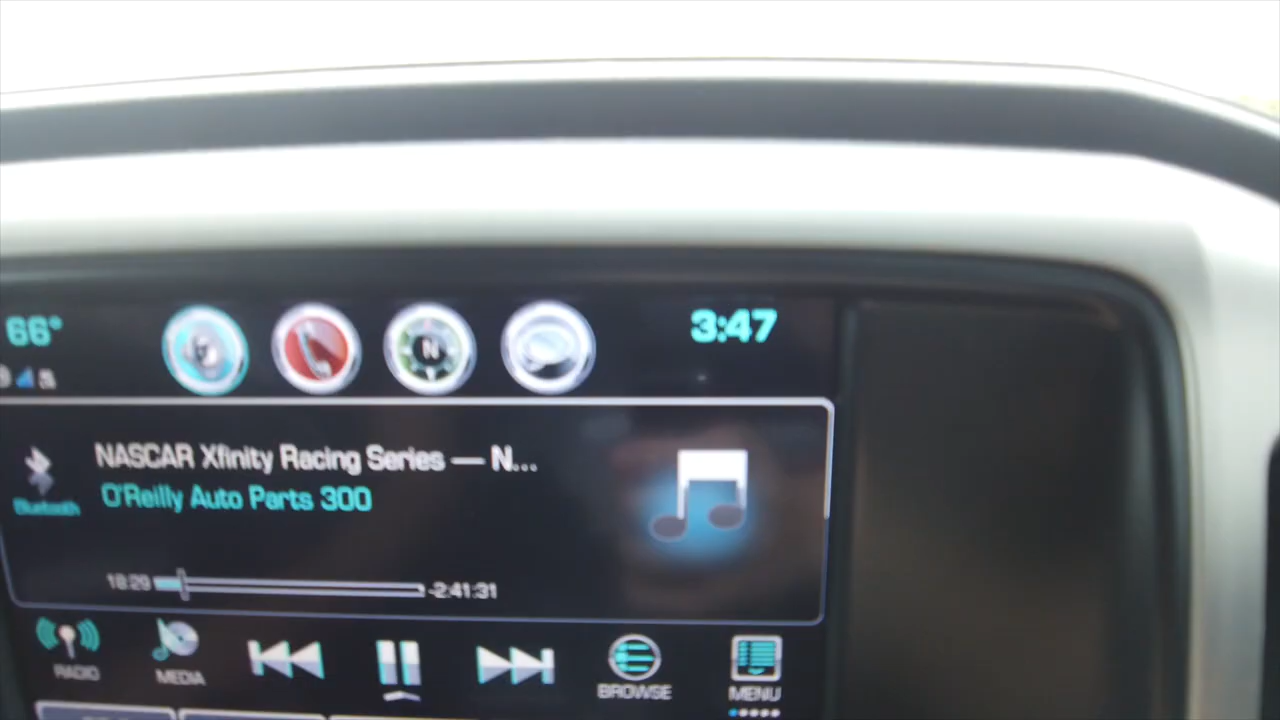 66°
N
3:47
NASCAR Xfinity Racing Series — N...
Bluetooth
O'Reilly Auto Parts 300
18:29
-2:41:31
RADIO
MEDIA
BROWSE
MENU